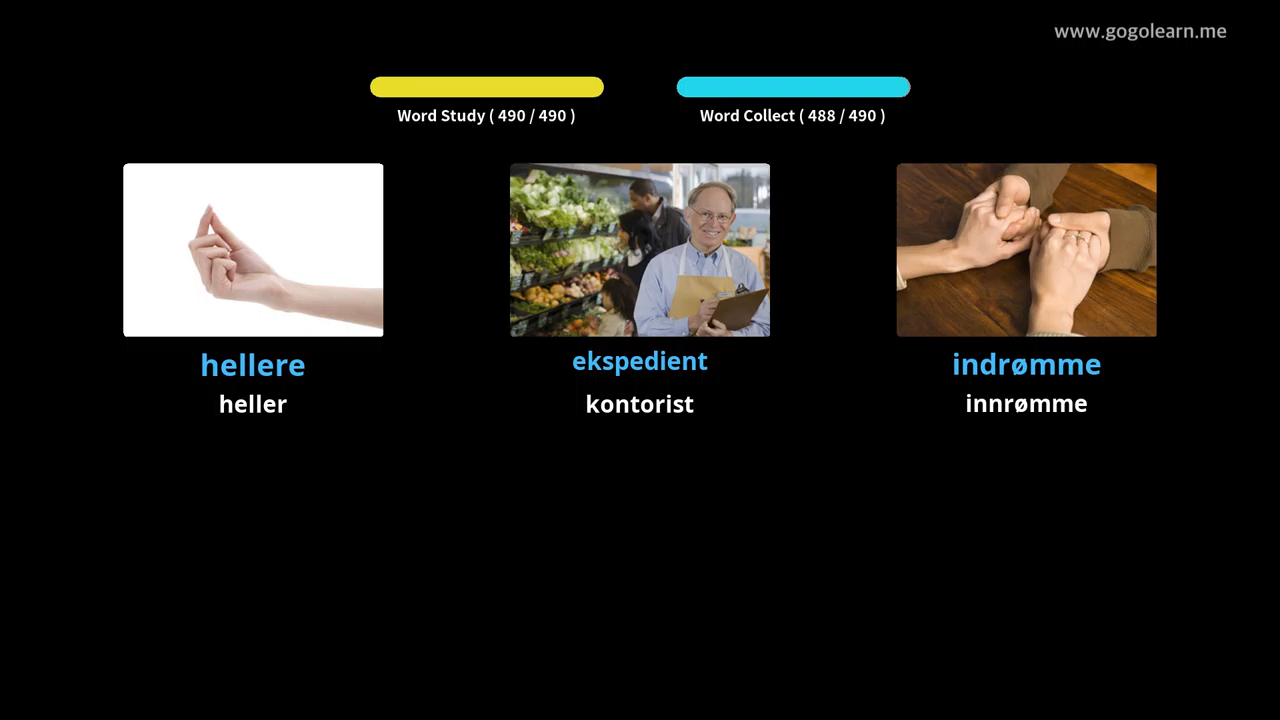 www.gogolearn.me
Word Study ( 490 / 490 )
Word Collect ( 488 / 490 )
hellere
ekspedient
indrømme
heller
kontorist
innrømme